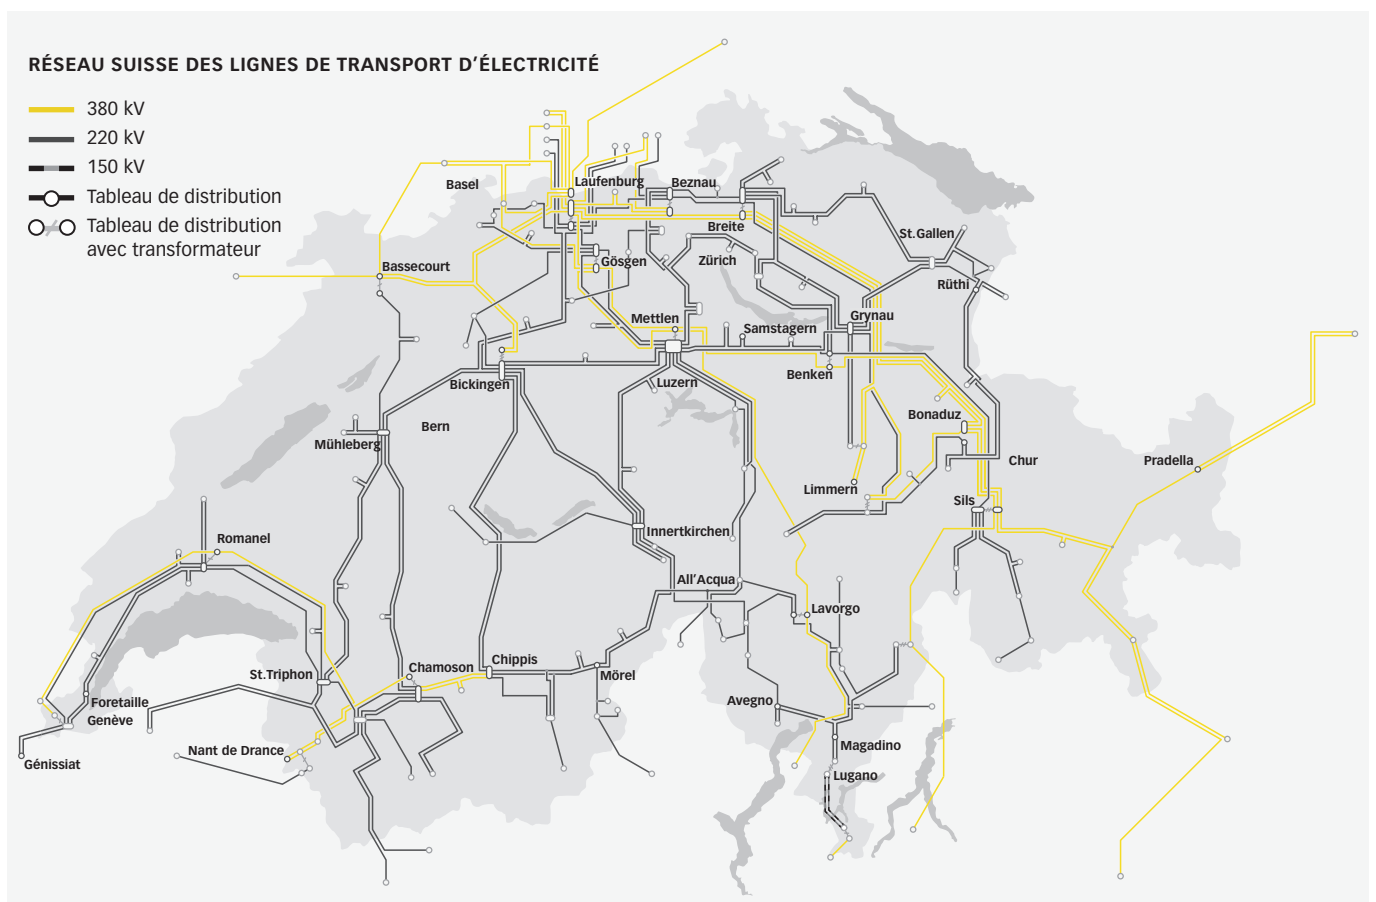 RÉSEAU SUISSE DES LIGNES DE TRANSPORT D’ÉLECTRICITÉ
380 kV
220 kV
150 kV
Tableau de distribution
Tableau de distribution
avec transformateur
Basel
Laufenburg
Beznau
Breite
St.Gallen
Bassecourt
Gösgen
Zürich
Rüthi
Mettlen
Samstagern
Grynau
Bickingen
Luzern
Benken
Bern
Mühleberg
Bonaduz
Chur
Pradella
Limmern
Sils
Romanel
Innertkirchen
All’Acqua
Lavorgo
St.Triphon
Chamoson
Chippis
Mörel
Foretaille
Genève
Avegno
Nant de Drance
Génissiat
Magadino
Lugano